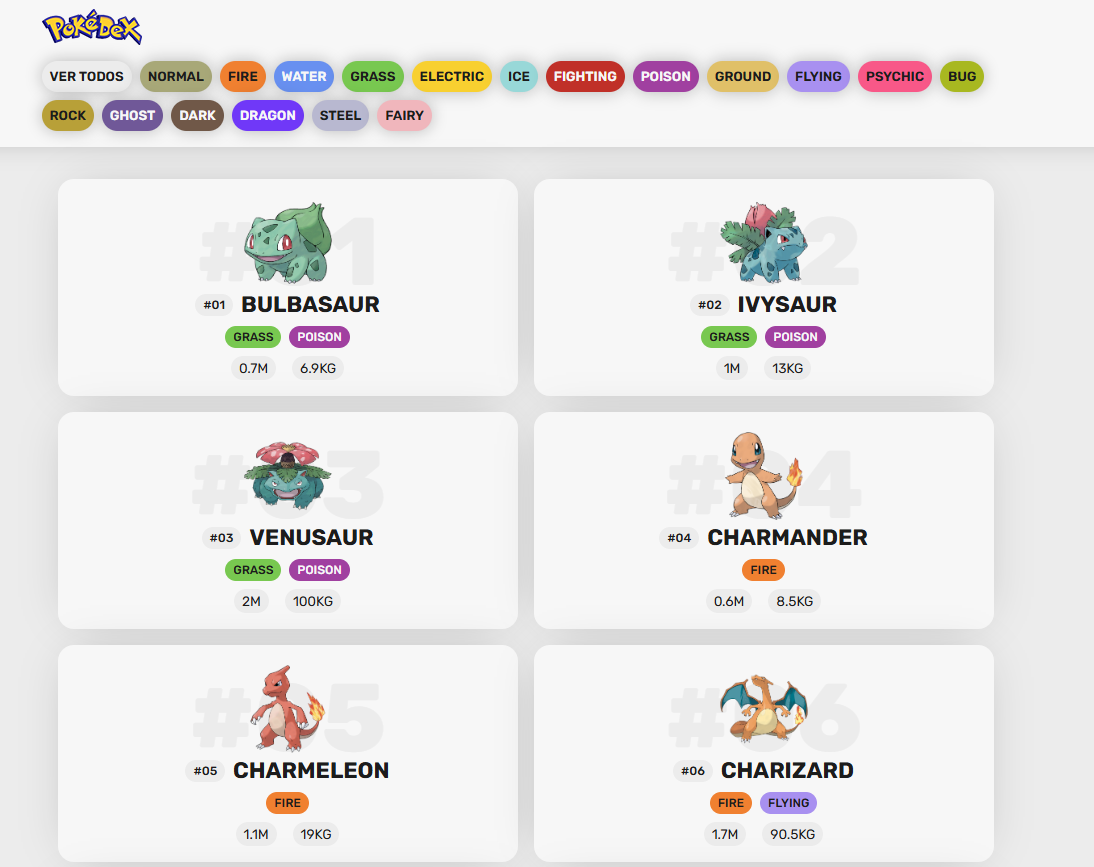 POKéDEX
VER TODOS NORMAL FIRE WATER GRASS ELECTRIC ICE FIGHTING POISON GROUND FLYING PSYCHIC BUG
ROCK GHOST DARK DRAGON STEEL FAIRY
#01
#01 BULBASAUR
GRASS POISON
0.7M 6.9KG
#02
#02 IVYSAUR
GRASS POISON
1M 13KG
#03
#03 VENUSAUR
GRASS POISON
2M 100KG
#04
#04 CHARMANDER
FIRE
0.6M 8.5KG
#05
#05 CHARMELEON
FIRE
1.1M 19KG
#06
#06 CHARIZARD
FIRE FLYING
1.7M 90.5KG